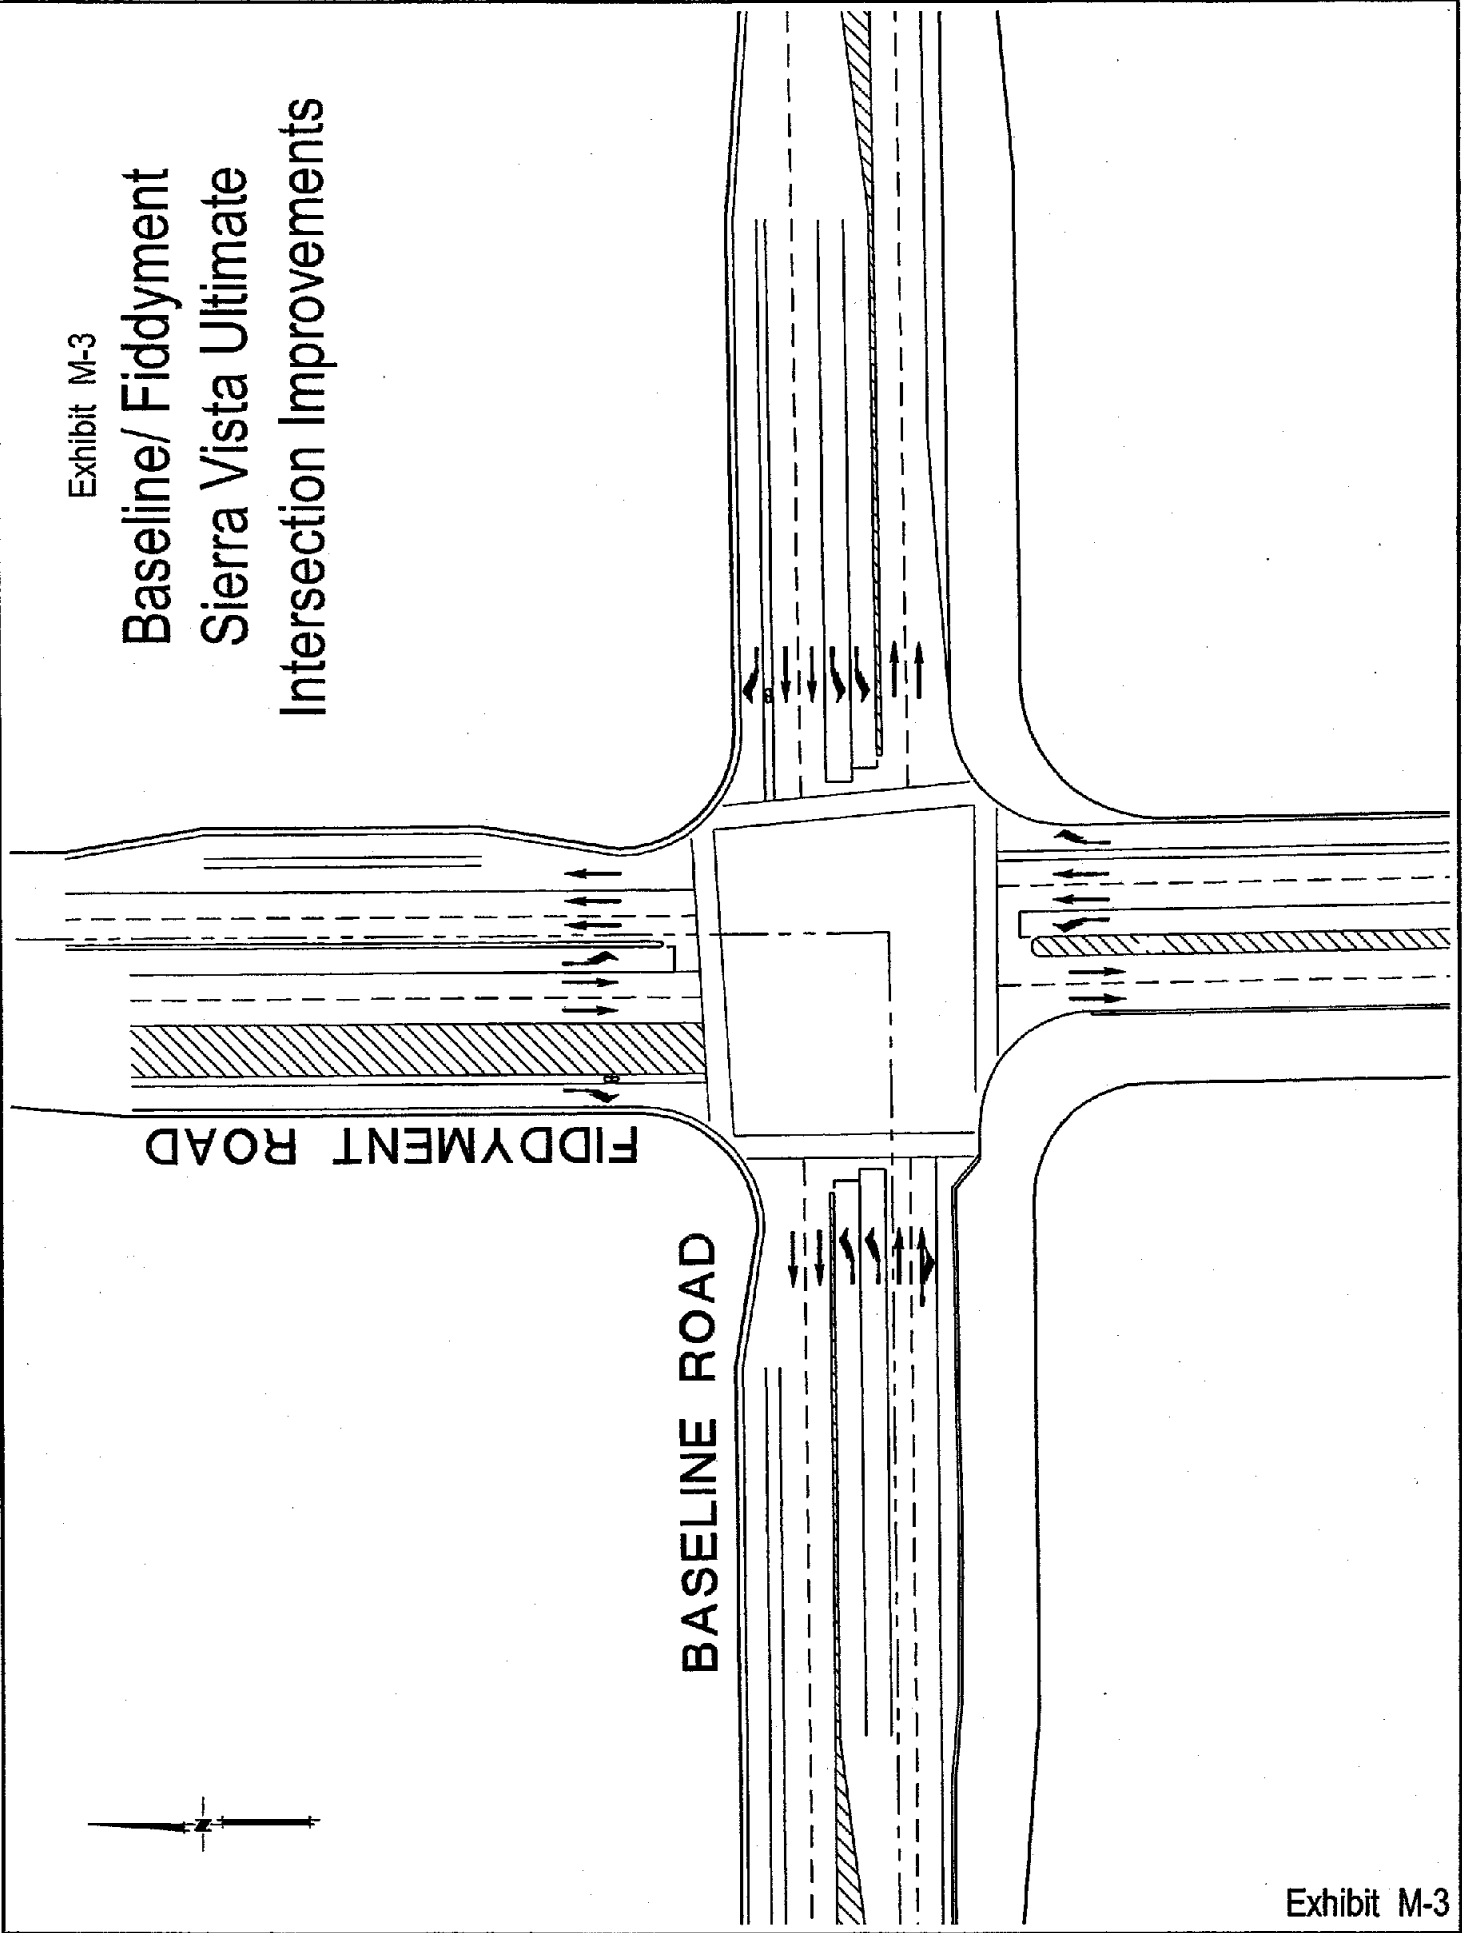 Exhibit M-3
Baseline/ Fiddyment
Sierra Vista Ultimate
Intersection Improvements
FIDDYMENT ROAD
BASELINE ROAD
N
Exhibit M-3